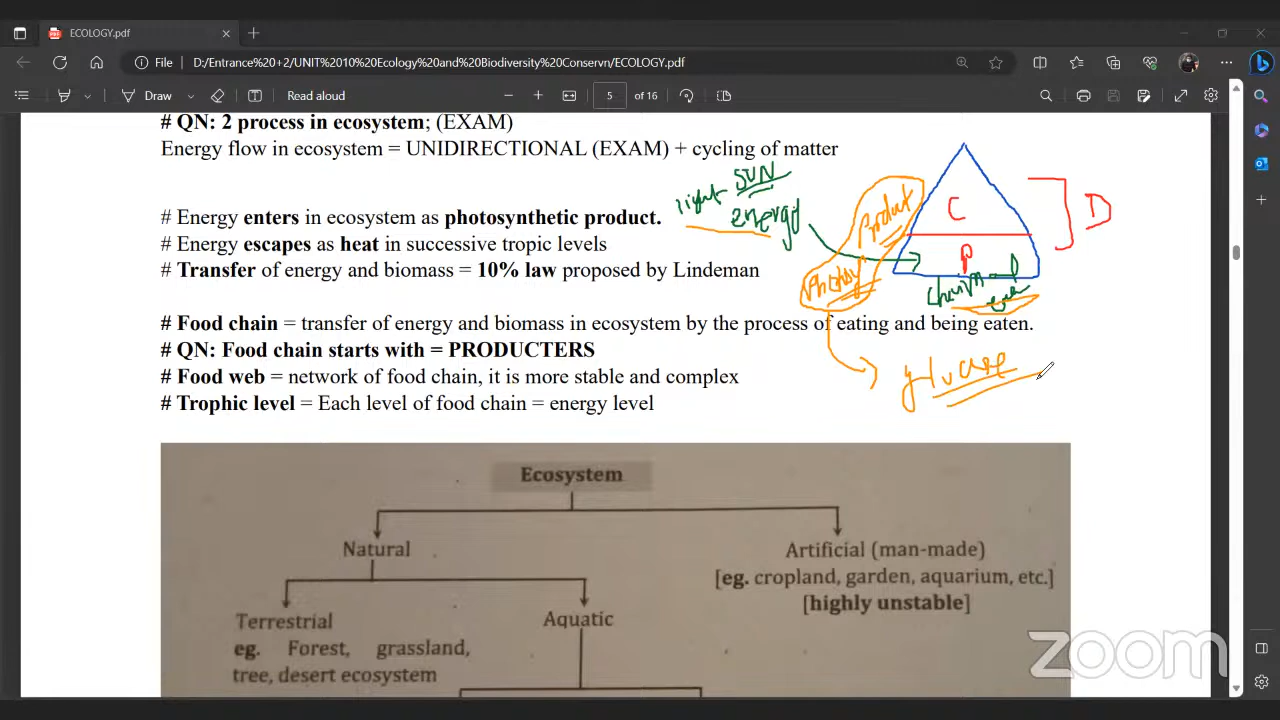 ECOLOGY.pdf
File D:/Entrance%20+2/UNIT%2010%20Ecology%20and%20Biodiversity%20Conservn/ECOLOGY.pdf
Draw Read aloud 5 of 16
# QN: 2 process in ecosystem; (EXAM)
Energy flow in ecosystem = UNIDIRECTIONAL (EXAM) + cycling of matter
# Energy enters in ecosystem as photosynthetic product.
# Energy escapes as heat in successive tropic levels
# Transfer of energy and biomass = 10% law proposed by Lindeman
light SUN
energy
Photosy Product
C
P
D
# Food chain = transfer of energy and biomass in ecosystem by the process of eating and being eaten.
# QN: Food chain starts with = PRODUCTERS
# Food web = network of food chain, it is more stable and complex
# Trophic level = Each level of food chain = energy level
glucose
Ecosystem
Natural
Artificial (man-made)
[eg. cropland, garden, aquarium, etc.]
[highly unstable]
Terrestrial
eg. Forest, grassland,
tree, desert ecosystem
Aquatic
zoom